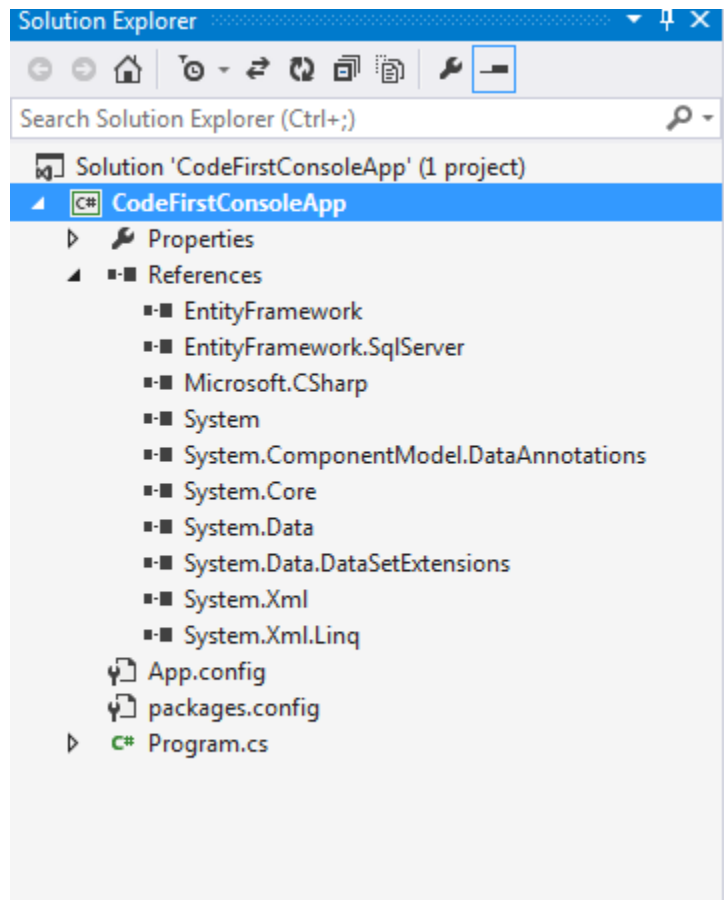 Solution Explorer
Search Solution Explorer (Ctrl+;)
Solution 'CodeFirstConsoleApp' (1 project)
C# CodeFirstConsoleApp
Properties
References
EntityFramework
EntityFramework.SqlServer
Microsoft.CSharp
System
System.ComponentModel.DataAnnotations
System.Core
System.Data
System.Data.DataSetExtensions
System.Xml
System.Xml.Linq
App.config
packages.config
C# Program.cs